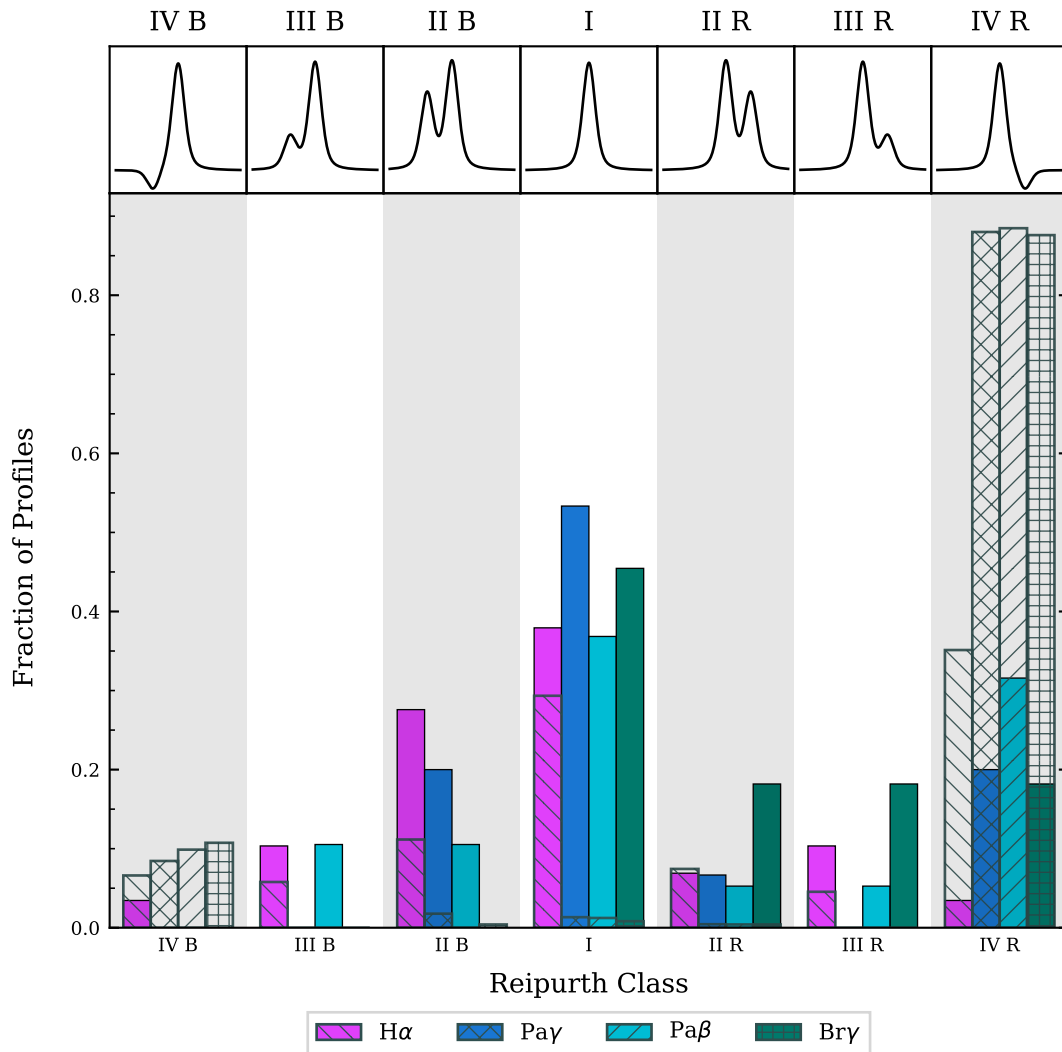 IV B III B II B I II R III R IV R
Fraction of Profiles
0.8
0.6
0.4
0.2
0.0
IV B III B II B I II R III R IV R
Reipurth Class
Hα Paγ Paβ Brγ